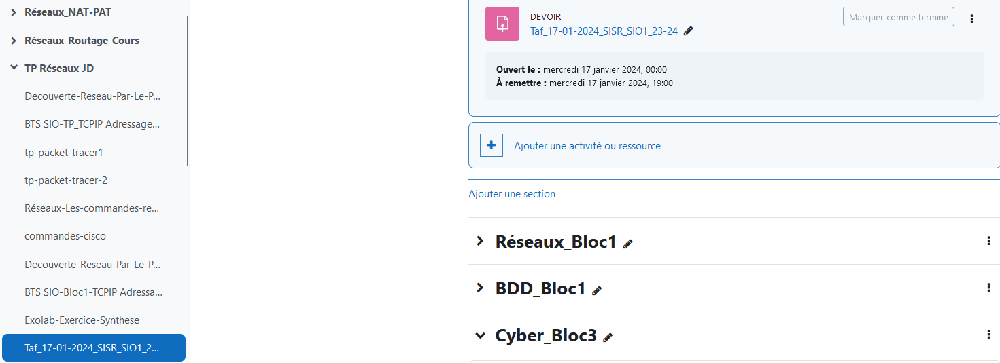 Réseaux_NAT-PAT
Réseaux_Routage_Cours
TP Réseaux JD
Decouverte-Reseau-Par-Le-P...
BTS SIO-TP_TCPIP Adressage...
tp-packet-tracer1
tp-packet-tracer-2
Réseaux-Les-commandes-re...
commandes-cisco
Decouverte-Reseau-Par-Le-P...
BTS SIO-Bloc1-TCPIP Adressa...
Exolab-Exercice-Synthese
Taf_17-01-2024_SISR_SIO1_2...
DEVOIR
Marquer comme terminé
Taf_17-01-2024_SISR_SIO1_23-24
Ouvert le : mercredi 17 janvier 2024, 00:00
À remettre : mercredi 17 janvier 2024, 19:00
Ajouter une activité ou ressource
Ajouter une section
Réseaux_Bloc1
BDD_Bloc1
Cyber_Bloc3